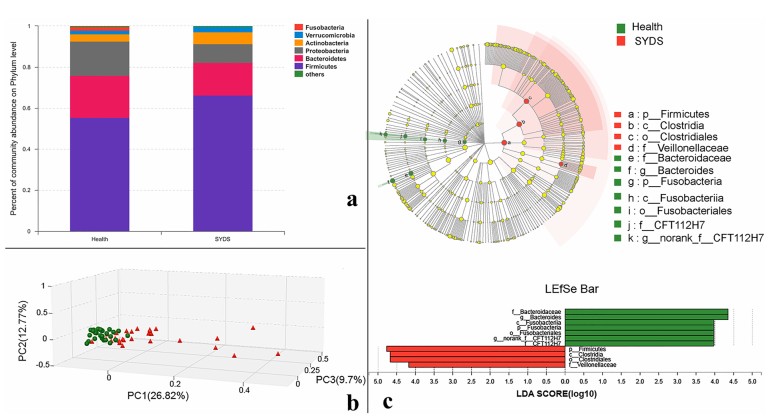 1
0.8
0.6
0.4
0.2
0
Percent of community abundance on Phylum level
Health
SYDS
Fusobacteria
Verrucomicrobia
Actinobacteria
Proteobacteria
Bacteroidetes
Firmicutes
others
a
1
0.5
0
-0.5
PC2(12.77%)
0
0.2
0.4
PC1(26.82%)
0
0.25
0.5
PC3(9.7%)
b
Health
SYDS
a : p__Firmicutes
b : c__Clostridia
c : o__Clostridiales
d : f__Veillonellaceae
e : f__Bacteroidaceae
f : g__Bacteroides
g : p__Fusobacteria
h : c__Fusobacteriia
i : o__Fusobacteriales
j : f__CFT112H7
k : g__norank_f__CFT112H7
LEfSe Bar
f__Bacteroidaceae
g__Bacteroides
c__Fusobacteriia
p__Fusobacteria
o__Fusobacteriales
g__norank_f__CFT112H7
f__CFT112H7
p__Firmicutes
c__Clostridia
o__Clostridiales
f__Veillonellaceae
5.0 4.5 4.0 3.5 3.0 2.5 2.0 1.5 1.0 0.5 0.0 0.5 1.0 1.5 2.0 2.5 3.0 3.5 4.0 4.5 5.0
LDA SCORE(log10)
c